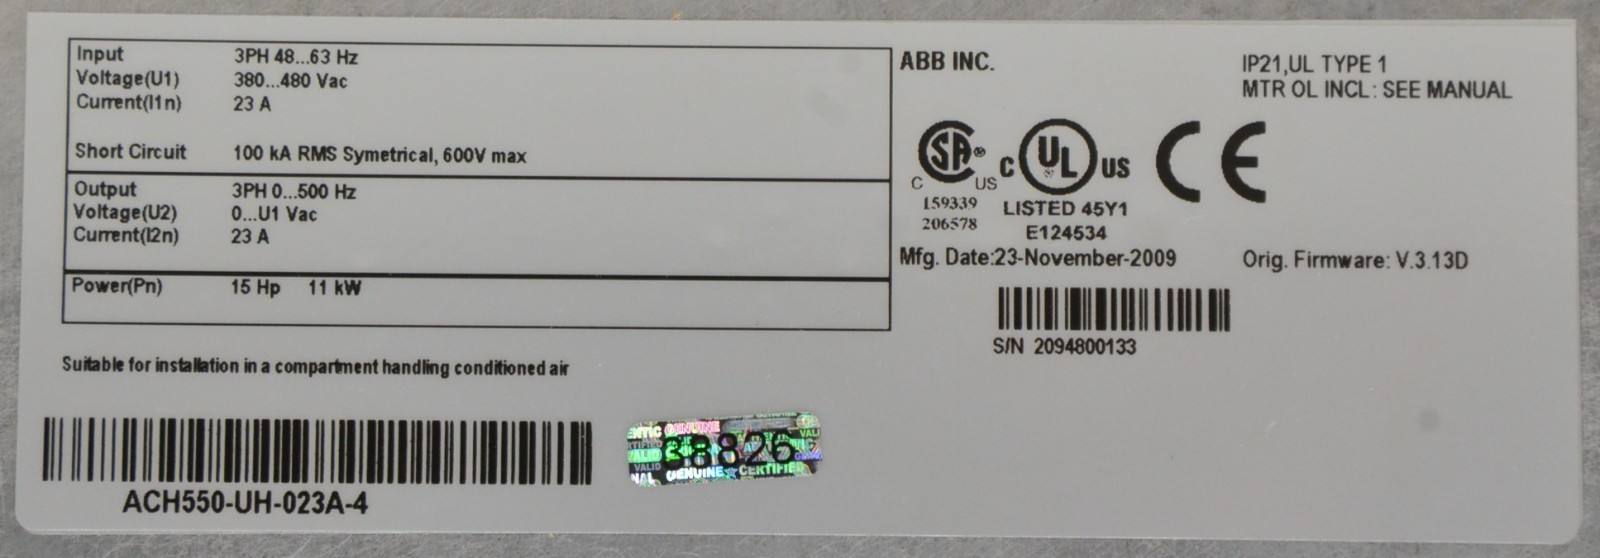 Input 3PH 48...63 Hz
Voltage(U1) 380...480 Vac
Current(I1n) 23 A
Short Circuit 100 kA RMS Symetrical, 600V max
Output 3PH 0...500 Hz
Voltage(U2) 0...U1 Vac
Current(I2n) 23 A
Power(Pn) 15 Hp 11 kW
Suitable for installation in a compartment handling conditioned air
ACH550-UH-023A-4
GENUINE
VALID
GENUINE CERTIFIED
ABB INC.
IP21,UL TYPE 1
MTR OL INCL: SEE MANUAL
C SA ® US
159339
206578
C UL ® US
LISTED 45Y1
E124534
CE
Mfg. Date:23-November-2009
Orig. Firmware: V.3.13D
S/N 2094800133